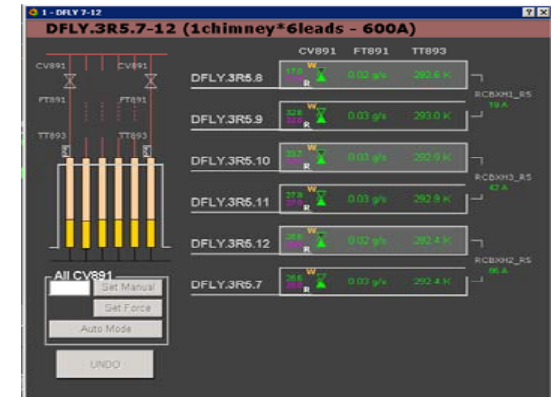 1 - DFLY 7-12
DFLY.3R5.7-12 (1chimney*6leads - 600A)
CV891 FT891 TT893
CV891 CV891
FT891 FT891
TT893 TT893
DFLY.3R5.8 W R 0.02 g/s 292.6 K
RCBXH1_R5
DFLY.3R5.9 W R 0.03 g/s 293.0 K
DFLY.3R5.10 W R 0.02 g/s 292.9 K
RCBXH3_R5
42 A
DFLY.3R5.11 W R 0.03 g/s 292.8 K
DFLY.3R5.12 W R 0.02 g/s 292.4 K
RCBXH2_R5
DFLY.3R5.7 W R 0.03 g/s 292.4 K
All CV891
Set Manual
Set Force
Auto Mode
UNDO